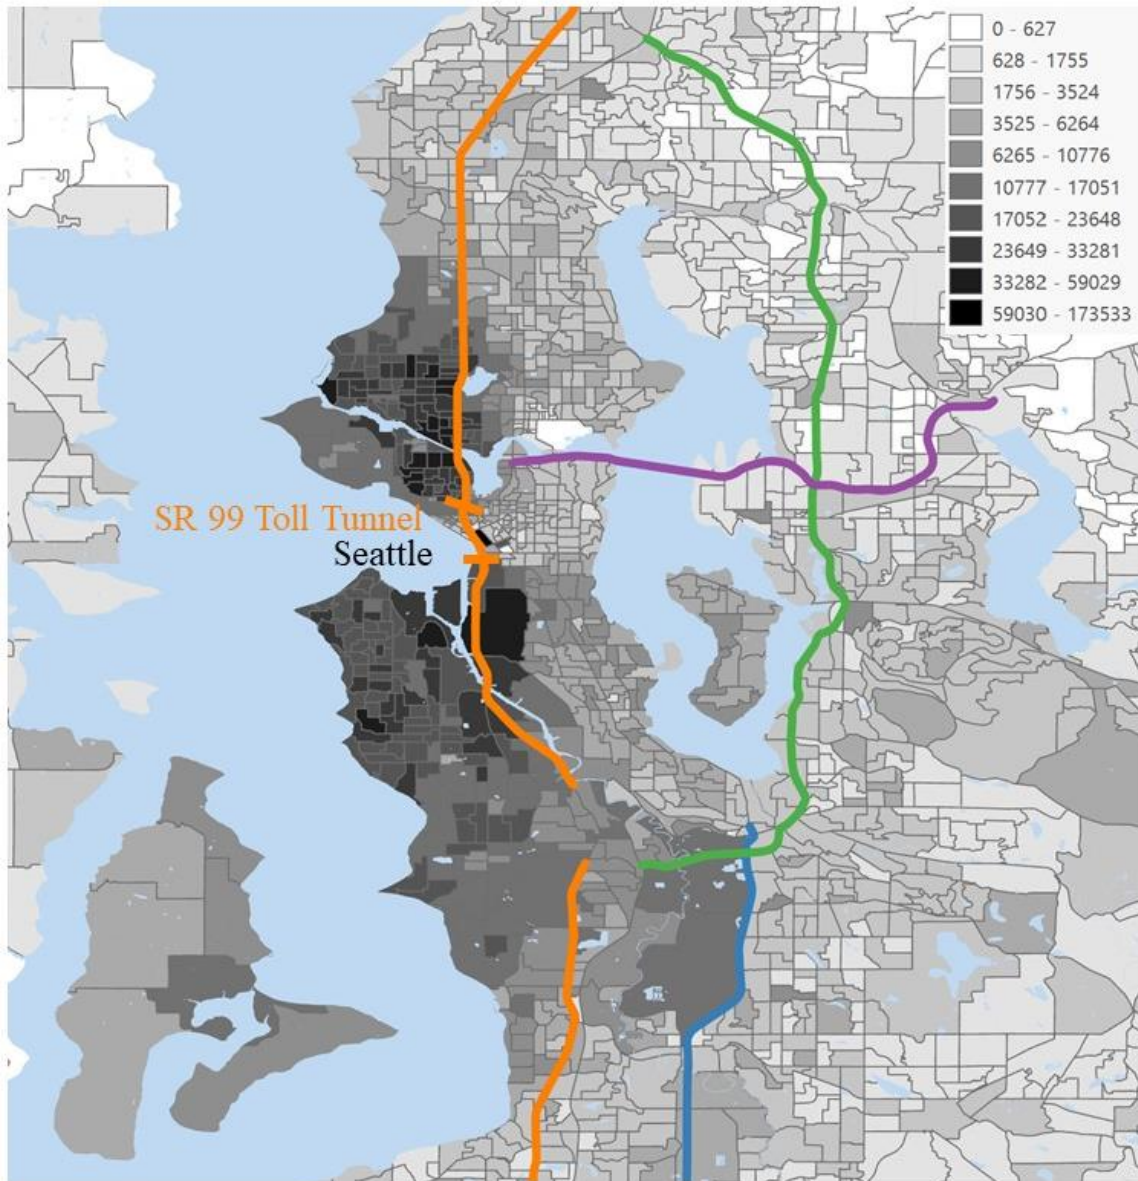 0 - 627
628 - 1755
1756 - 3524
3525 - 6264
6265 - 10776
10777 - 17051
17052 - 23648
23649 - 33281
33282 - 59029
59030 - 173533
SR 99 Toll Tunnel
Seattle